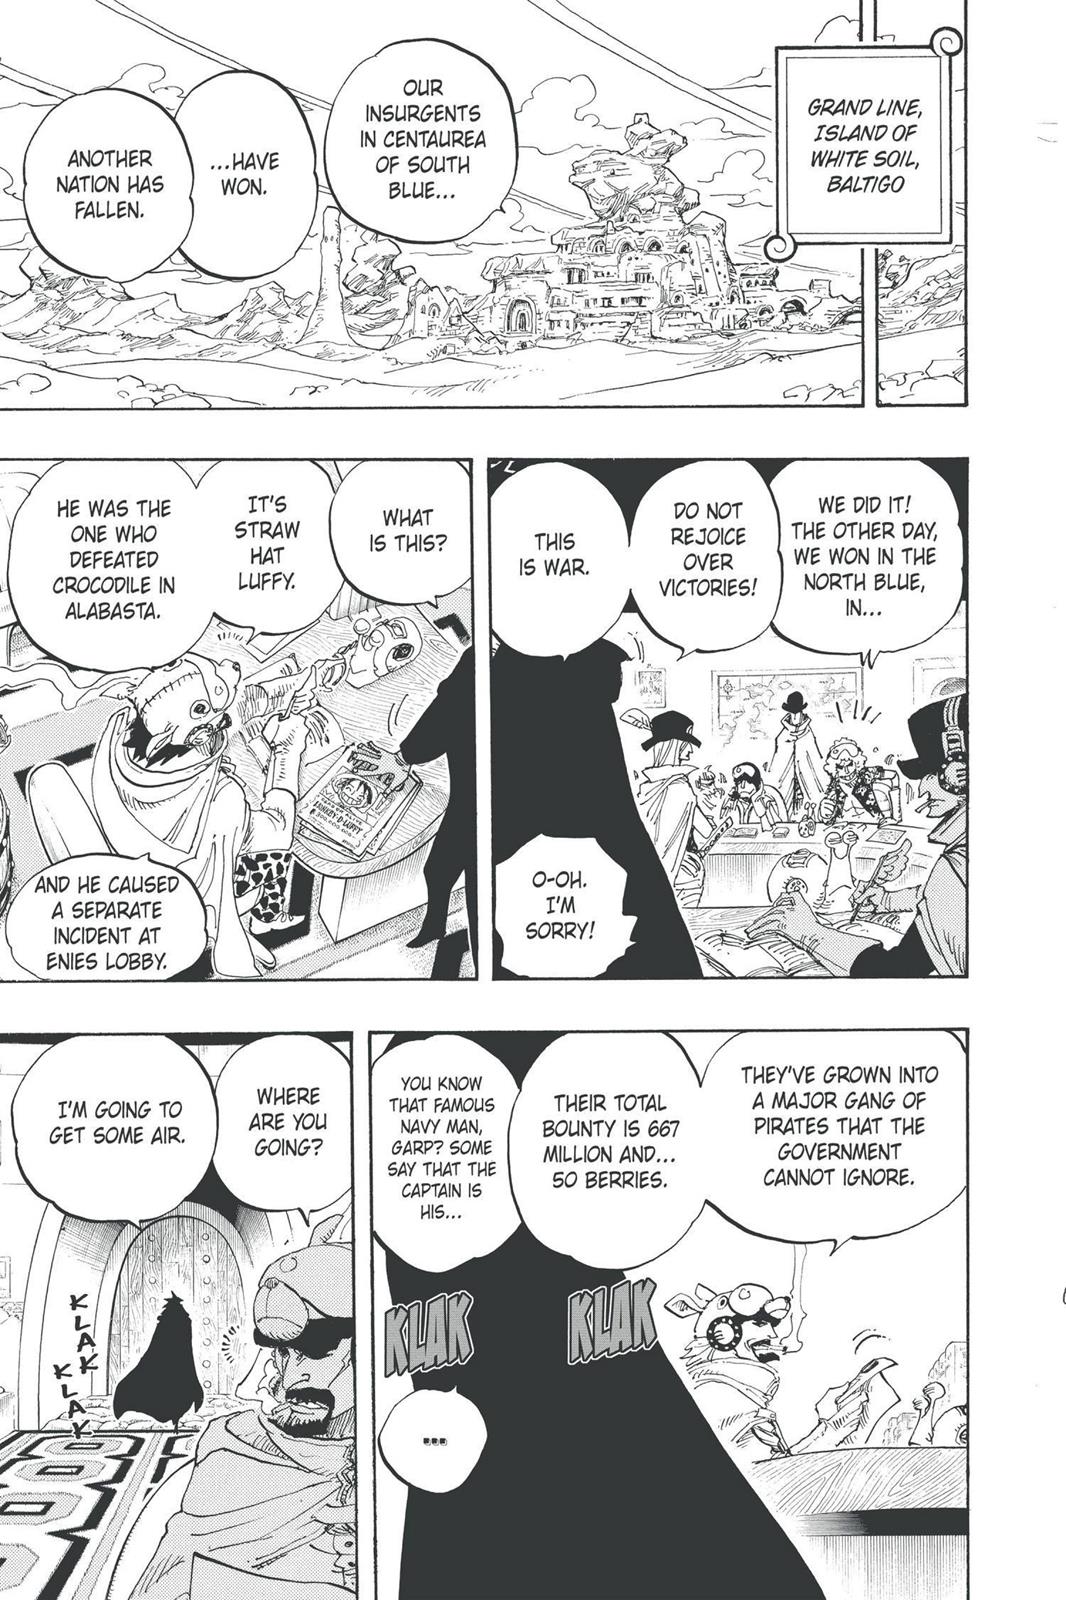 GRAND LINE,
ISLAND OF
WHITE SOIL,
BALTIGO
OUR
INSURGENTS
IN CENTAUREA
OF SOUTH
BLUE...
...HAVE
WON.
ANOTHER
NATION HAS
FALLEN.
WE DID IT!
THE OTHER DAY,
WE WON IN THE
NORTH BLUE,
IN...
DO NOT
REJOICE
OVER
VICTORIES!
THIS
IS WAR.
O-OH.
I'M
SORRY!
WHAT
IS THIS?
IT'S
STRAW
HAT
LUFFY.
HE WAS THE
ONE WHO
DEFEATED
CROCODILE IN
ALABASTA.
MONKEY·D·LUFFY
AND HE CAUSED
A SEPARATE
INCIDENT AT
ENIES LOBBY.
THEY'VE GROWN INTO
A MAJOR GANG OF
PIRATES THAT THE
GOVERNMENT
CANNOT IGNORE.
THEIR TOTAL
BOUNTY IS 667
MILLION AND...
50 BERRIES.
YOU KNOW
THAT FAMOUS
NAVY MAN,
GARP? SOME
SAY THAT THE
CAPTAIN IS
HIS...
KLAK
KLAK
...
WHERE
ARE YOU
GOING?
I'M GOING TO
GET SOME AIR.
KLAK
KLAK